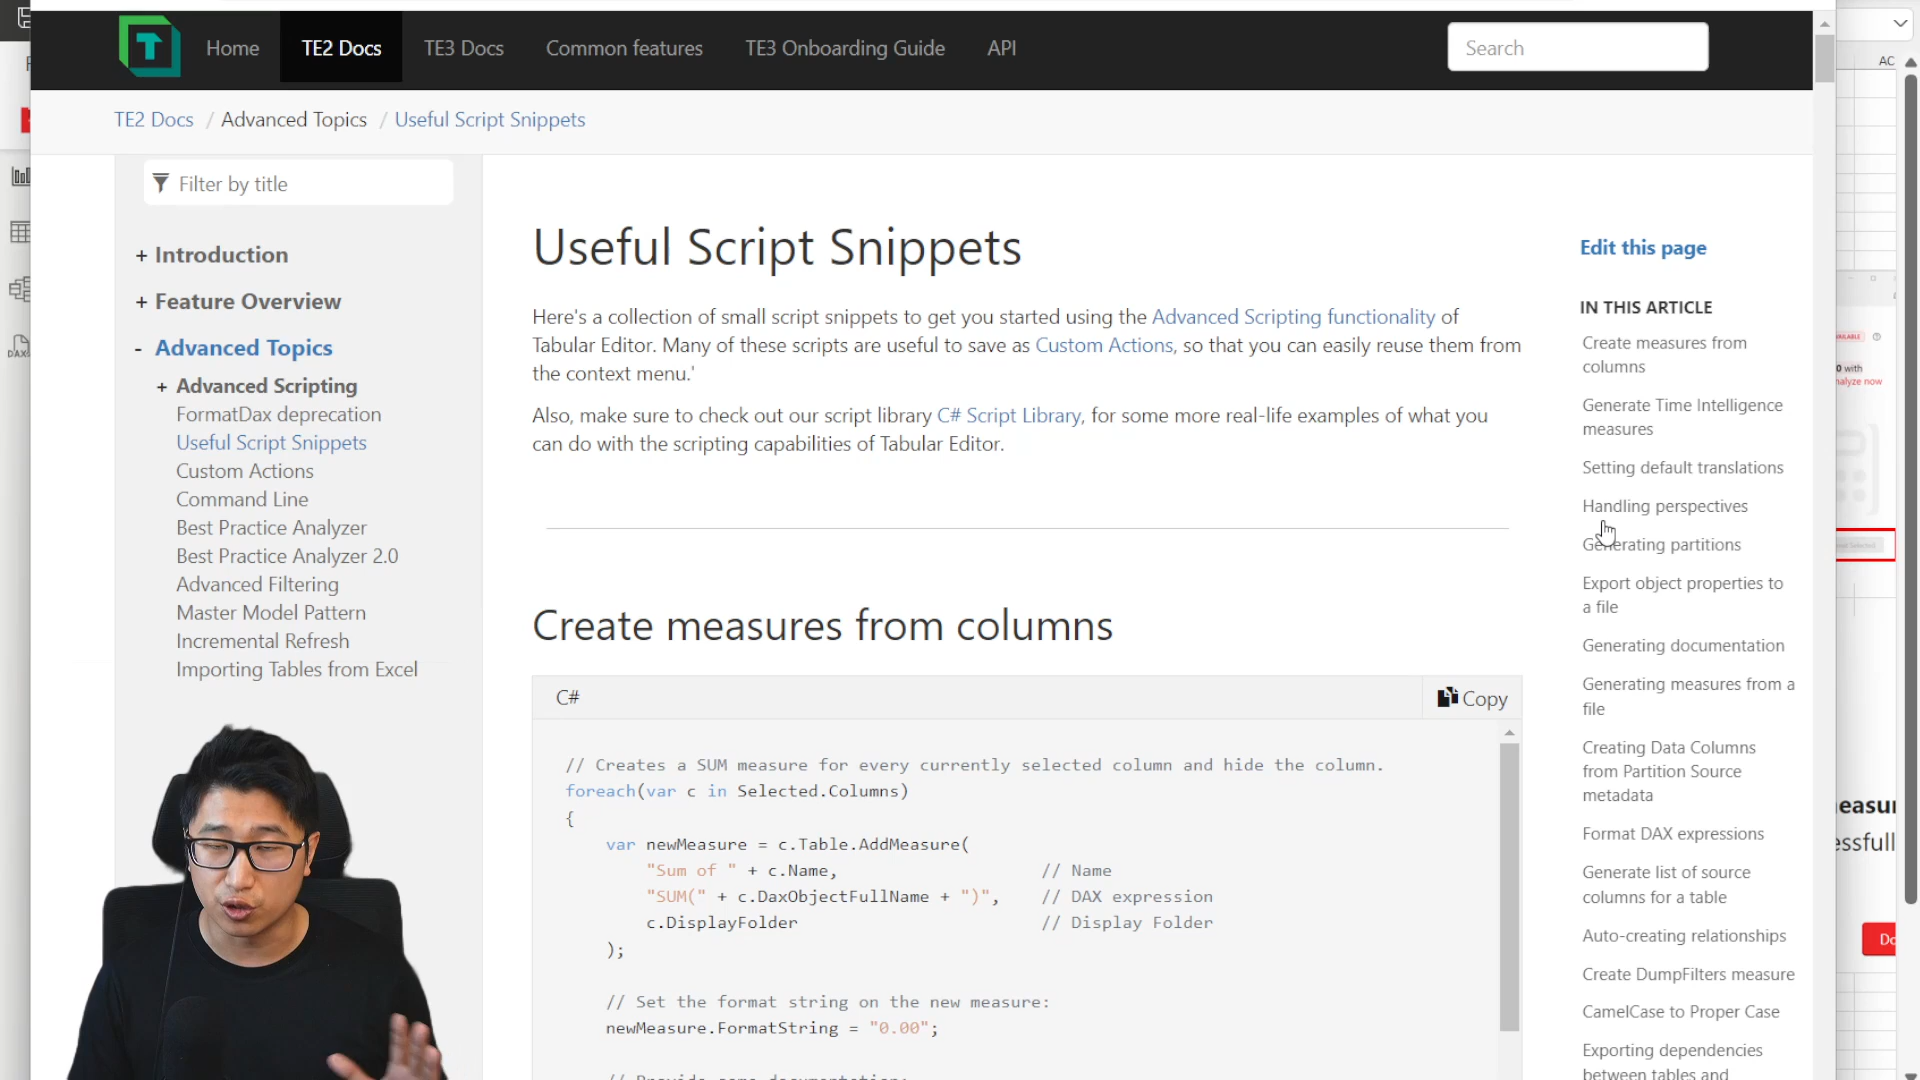 Home
TE2 Docs
TE3 Docs
Common features
TE3 Onboarding Guide
API
Search
TE2 Docs / Advanced Topics / Useful Script Snippets
Filter by title
+ Introduction
+ Feature Overview
- Advanced Topics
+ Advanced Scripting
FormatDax deprecation
Useful Script Snippets
Custom Actions
Command Line
Best Practice Analyzer
Best Practice Analyzer 2.0
Advanced Filtering
Master Model Pattern
Incremental Refresh
Importing Tables from Excel
Useful Script Snippets
Here's a collection of small script snippets to get you started using the Advanced Scripting functionality of
Tabular Editor. Many of these scripts are useful to save as Custom Actions, so that you can easily reuse them from
the context menu.'
Also, make sure to check out our script library C# Script Library, for some more real-life examples of what you
can do with the scripting capabilities of Tabular Editor.
Create measures from columns
C#
Copy
// Creates a SUM measure for every currently selected column and hide the column.
foreach(var c in Selected.Columns)
{
var newMeasure = c.Table.AddMeasure(
"Sum of " + c.Name, // Name
"SUM(" + c.DaxObjectFullName + ")", // DAX expression
c.DisplayFolder // Display Folder
);
// Set the format string on the new measure:
newMeasure.FormatString = "0.00";
Edit this page
IN THIS ARTICLE
Create measures from
columns
Generate Time Intelligence
measures
Setting default translations
Handling perspectives
Generating partitions
Export object properties to
a file
Generating documentation
Generating measures from a
file
Creating Data Columns
from Partition Source
metadata
Format DAX expressions
Generate list of source
columns for a table
Auto-creating relationships
Create DumpFilters measure
CamelCase to Proper Case
Exporting dependencies
between tables and
AC
0 with
nalyze now
easur
essfull
Do
DAX